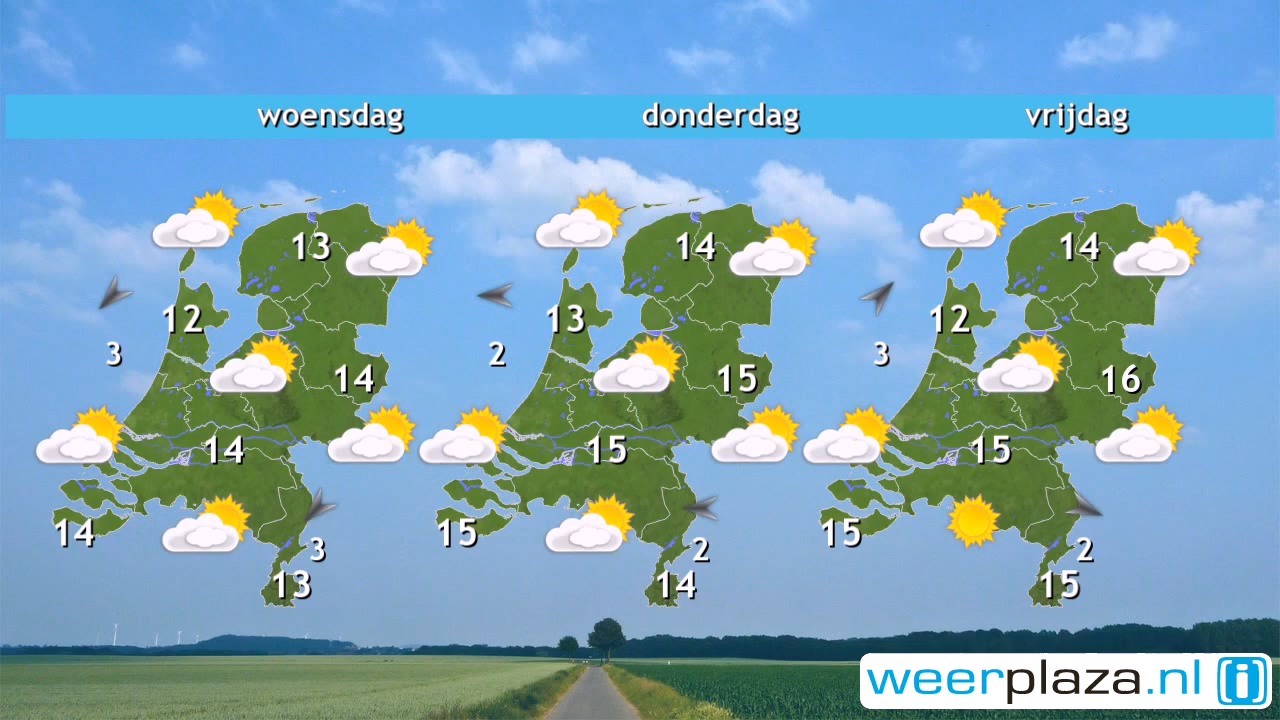 woensdag donderdag vrijdag
13 14 14
12 13 12
3 2 3
14 15 16
14 15 15
14 15 15
3 2 2
13 14 15
weerplaza.nl i